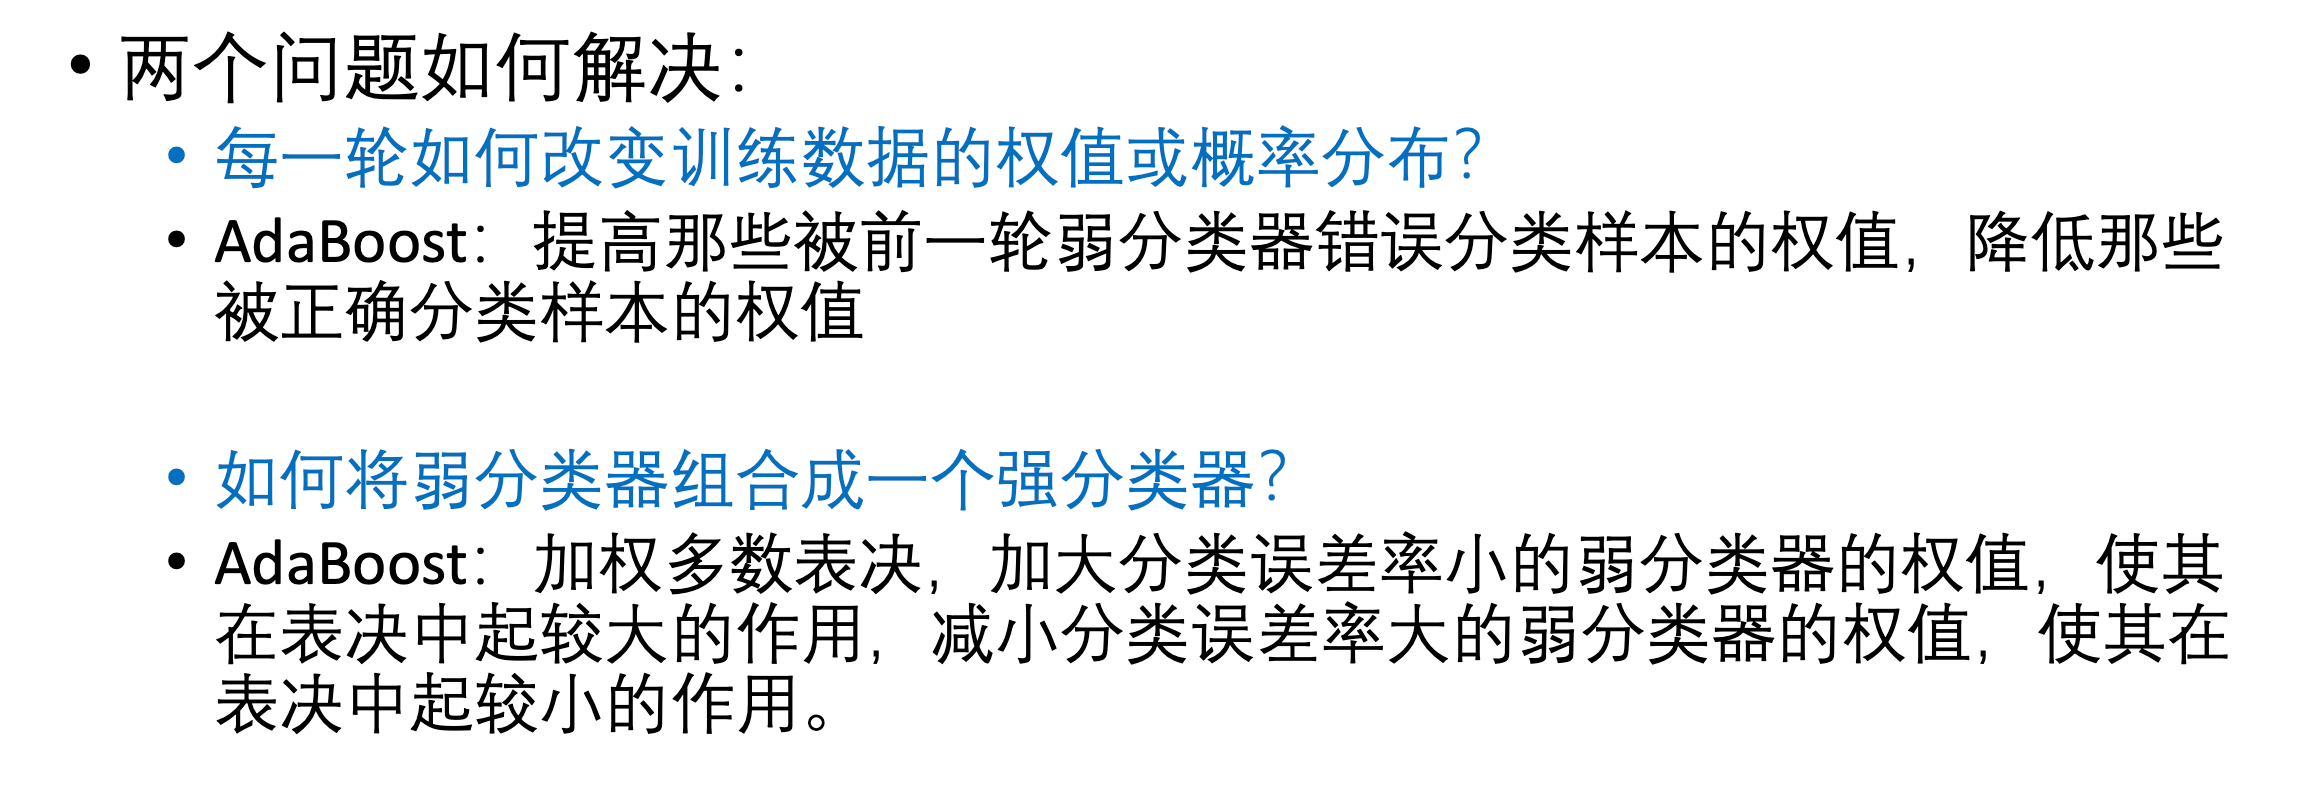 • 两个问题如何解决：
• 每一轮如何改变训练数据的权值或概率分布？
• AdaBoost：提高那些被前一轮弱分类器错误分类样本的权值，降低那些
被正确分类样本的权值
• 如何将弱分类器组合成一个强分类器？
• AdaBoost：加权多数表决，加大分类误差率小的弱分类器的权值，使其
在表决中起较大的作用，减小分类误差率大的弱分类器的权值，使其在
表决中起较小的作用。